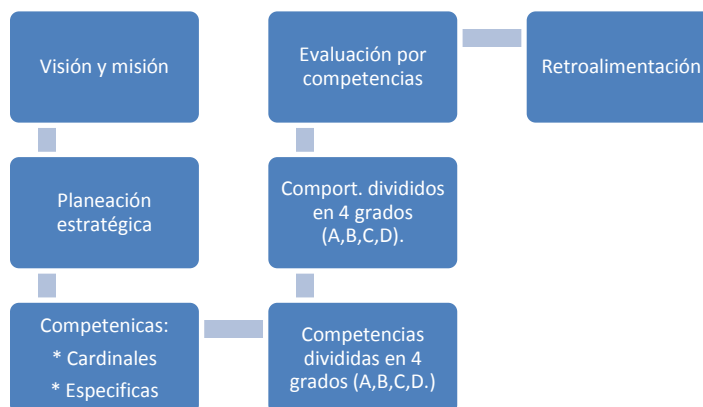 Visión y misión
Planeación
estratégica
Competenicas:
* Cardinales
* Especificas
Competencias
divididas en 4
grados (A,B,C,D.)
Comport. divididos
en 4 grados
(A,B,C,D).
Evaluación por
competencias
Retroalimentación